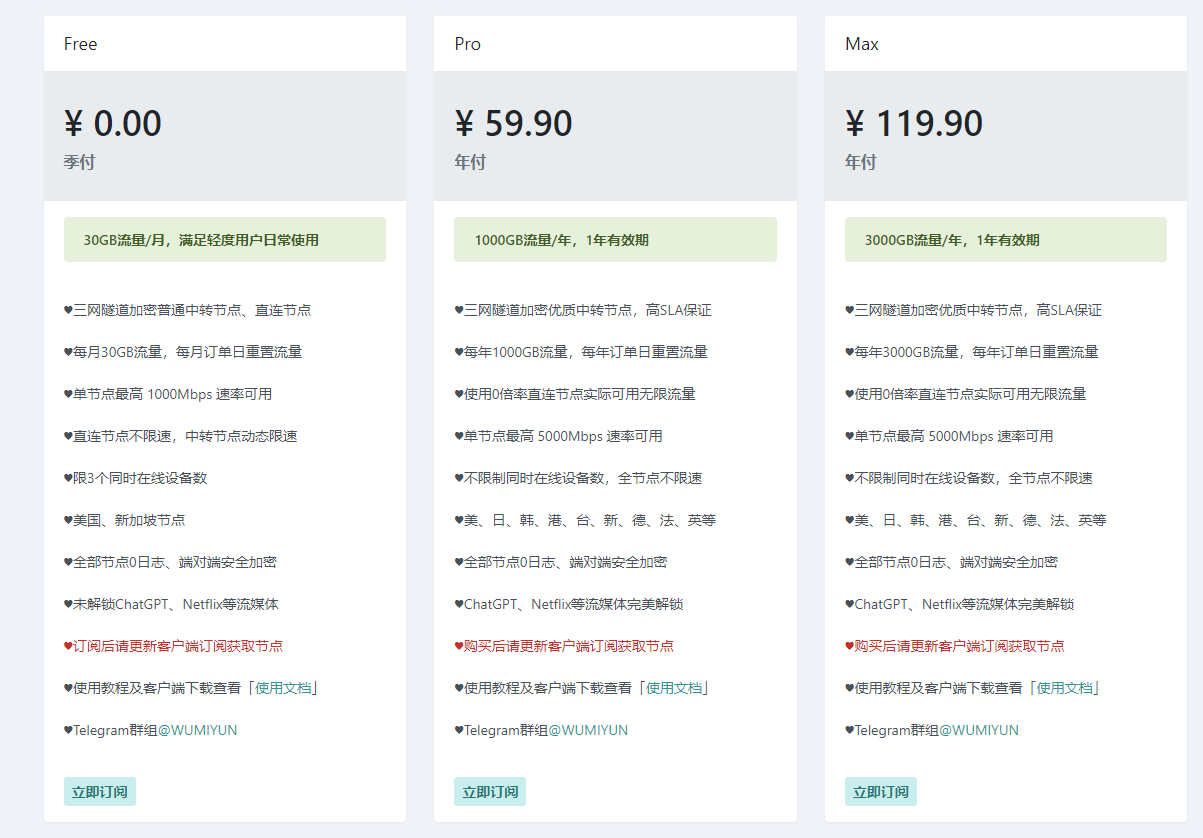 Free
¥ 0.00
季付
30GB流量/月，满足轻度用户日常使用
♥三网隧道加密普通中转节点、直连节点
♥每月30GB流量，每月订单日重置流量
♥单节点最高 1000Mbps 速率可用
♥直连节点不限速，中转节点动态限速
♥限3个同时在线设备数
♥美国、新加坡节点
♥全部节点0日志、端对端安全加密
♥未解锁ChatGPT、Netflix等流媒体
♥订阅后请更新客户端订阅获取节点
♥使用教程及客户端下载查看「使用文档」
♥Telegram群组@WUMIYUN
立即订阅
Pro
¥ 59.90
年付
1000GB流量/年，1年有效期
♥三网隧道加密优质中转节点，高SLA保证
♥每年1000GB流量，每年订单日重置流量
♥使用0倍率直连节点实际可用无限流量
♥单节点最高 5000Mbps 速率可用
♥不限制同时在线设备数，全节点不限速
♥美、日、韩、港、台、新、德、法、英等
♥全部节点0日志、端对端安全加密
♥ChatGPT、Netflix等流媒体完美解锁
♥购买后请更新客户端订阅获取节点
♥使用教程及客户端下载查看「使用文档」
♥Telegram群组@WUMIYUN
立即订阅
Max
¥ 119.90
年付
3000GB流量/年，1年有效期
♥三网隧道加密优质中转节点，高SLA保证
♥每年3000GB流量，每年订单日重置流量
♥使用0倍率直连节点实际可用无限流量
♥单节点最高 5000Mbps 速率可用
♥不限制同时在线设备数，全节点不限速
♥美、日、韩、港、台、新、德、法、英等
♥全部节点0日志、端对端安全加密
♥ChatGPT、Netflix等流媒体完美解锁
♥购买后请更新客户端订阅获取节点
♥使用教程及客户端下载查看「使用文档」
♥Telegram群组@WUMIYUN
立即订阅